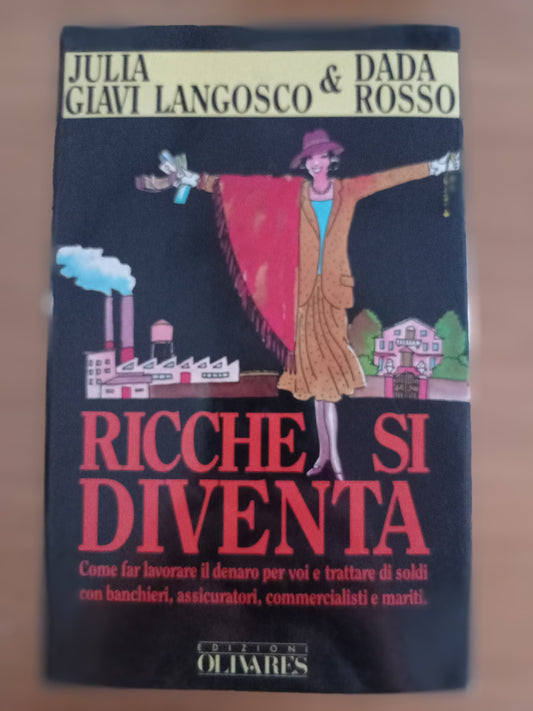 JULIA
GIAVI LANGOSCO & DADA
ROSSO
RICCHE SI
DIVENTA
Come far lavorare il denaro per voi e trattare di soldi
con banchieri, assicuratori, commercialisti e mariti.
EDIZIONI
OLIVARES